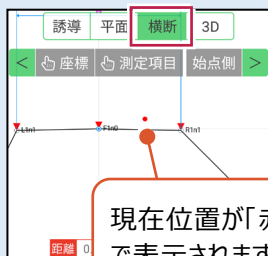 誘導 平面 横断 3D
< 座標 測定項目 始点側 >
L1n1 F1n0 R1n1
現在位置が「赤
距離 0.
で表示されます